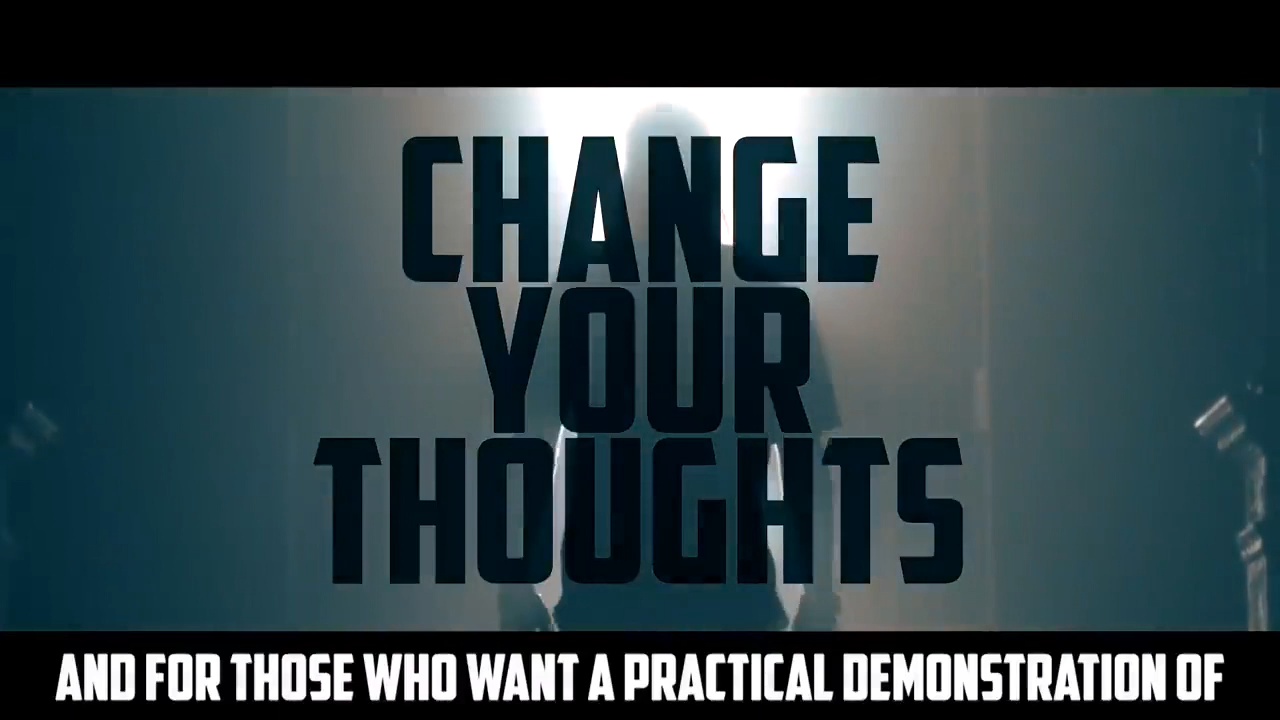 CHANGE
YOUR
THOUGHTS
AND FOR THOSE WHO WANT A PRACTICAL DEMONSTRATION OF